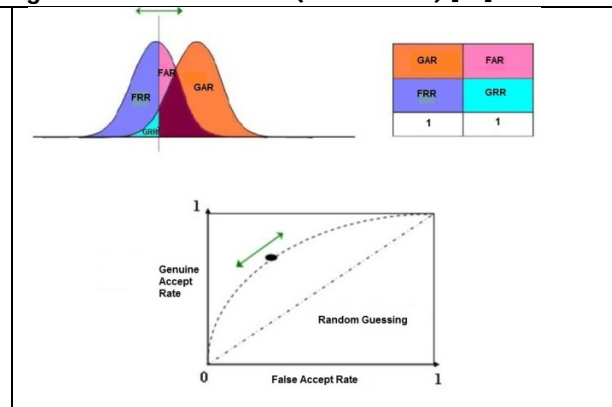 FAR
GAR
FRR
GRR
GAR FAR
FRR GRR
1 1
1
Genuine
Accept
Rate
Random Guessing
0 False Accept Rate 1